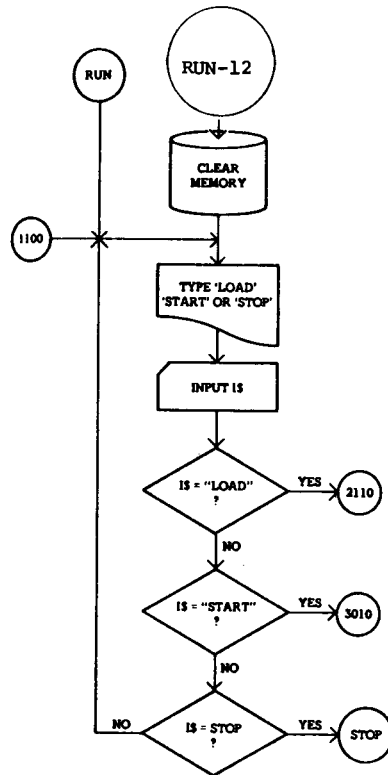 RUN
RUN-12
CLEAR
MEMORY
1100
TYPE 'LOAD'
'START' OR 'STOP'
INPUT I$
I$ = "LOAD"
?
YES
2110
NO
I$ = "START"
?
YES
3010
NO
I$ = STOP
?
NO
YES
STOP